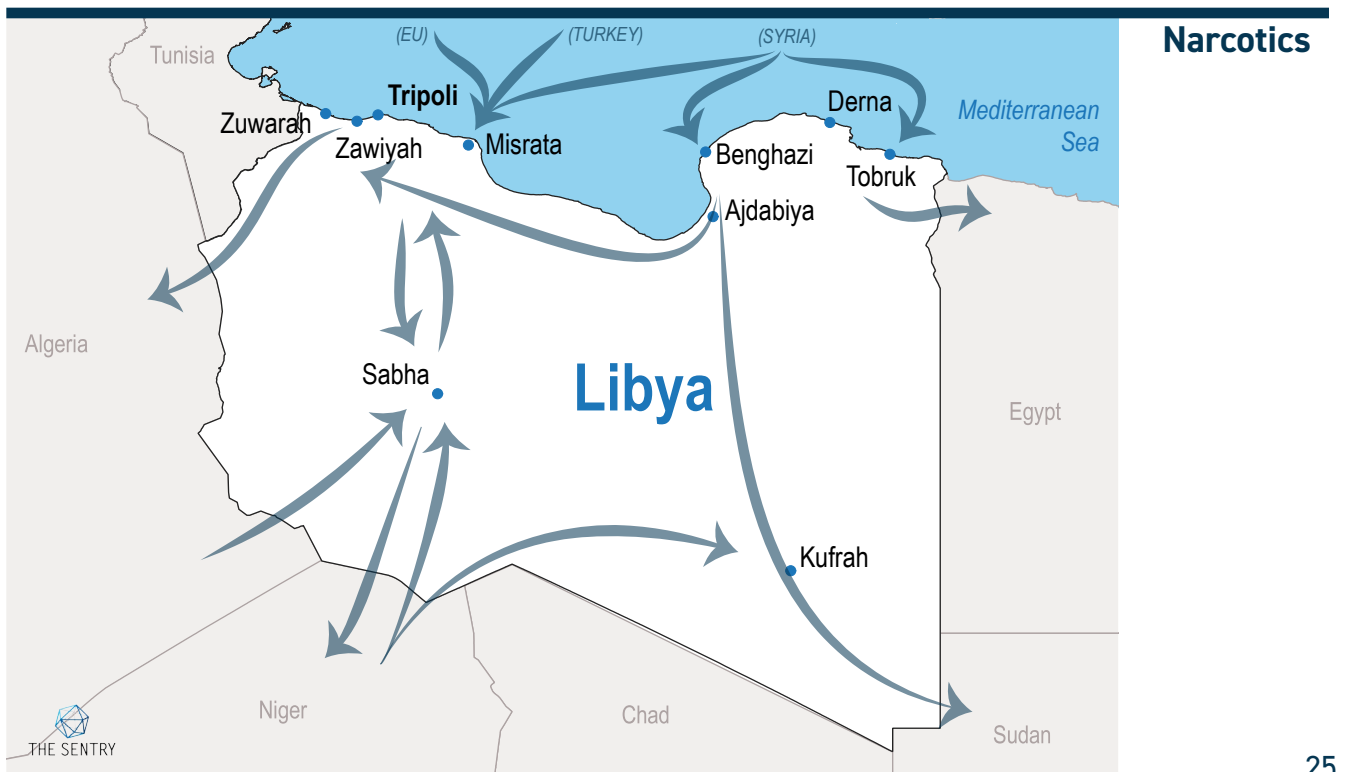 Narcotics
(EU)
(TURKEY)
(SYRIA)
Tunisia
Tripoli
Derna
Mediterranean
Sea
Zuwarah
Zawiyah
Misrata
Benghazi
Tobruk
Ajdabiya
Algeria
Sabha
Libya
Egypt
Kufrah
Niger
Chad
Sudan
THE SENTRY
25